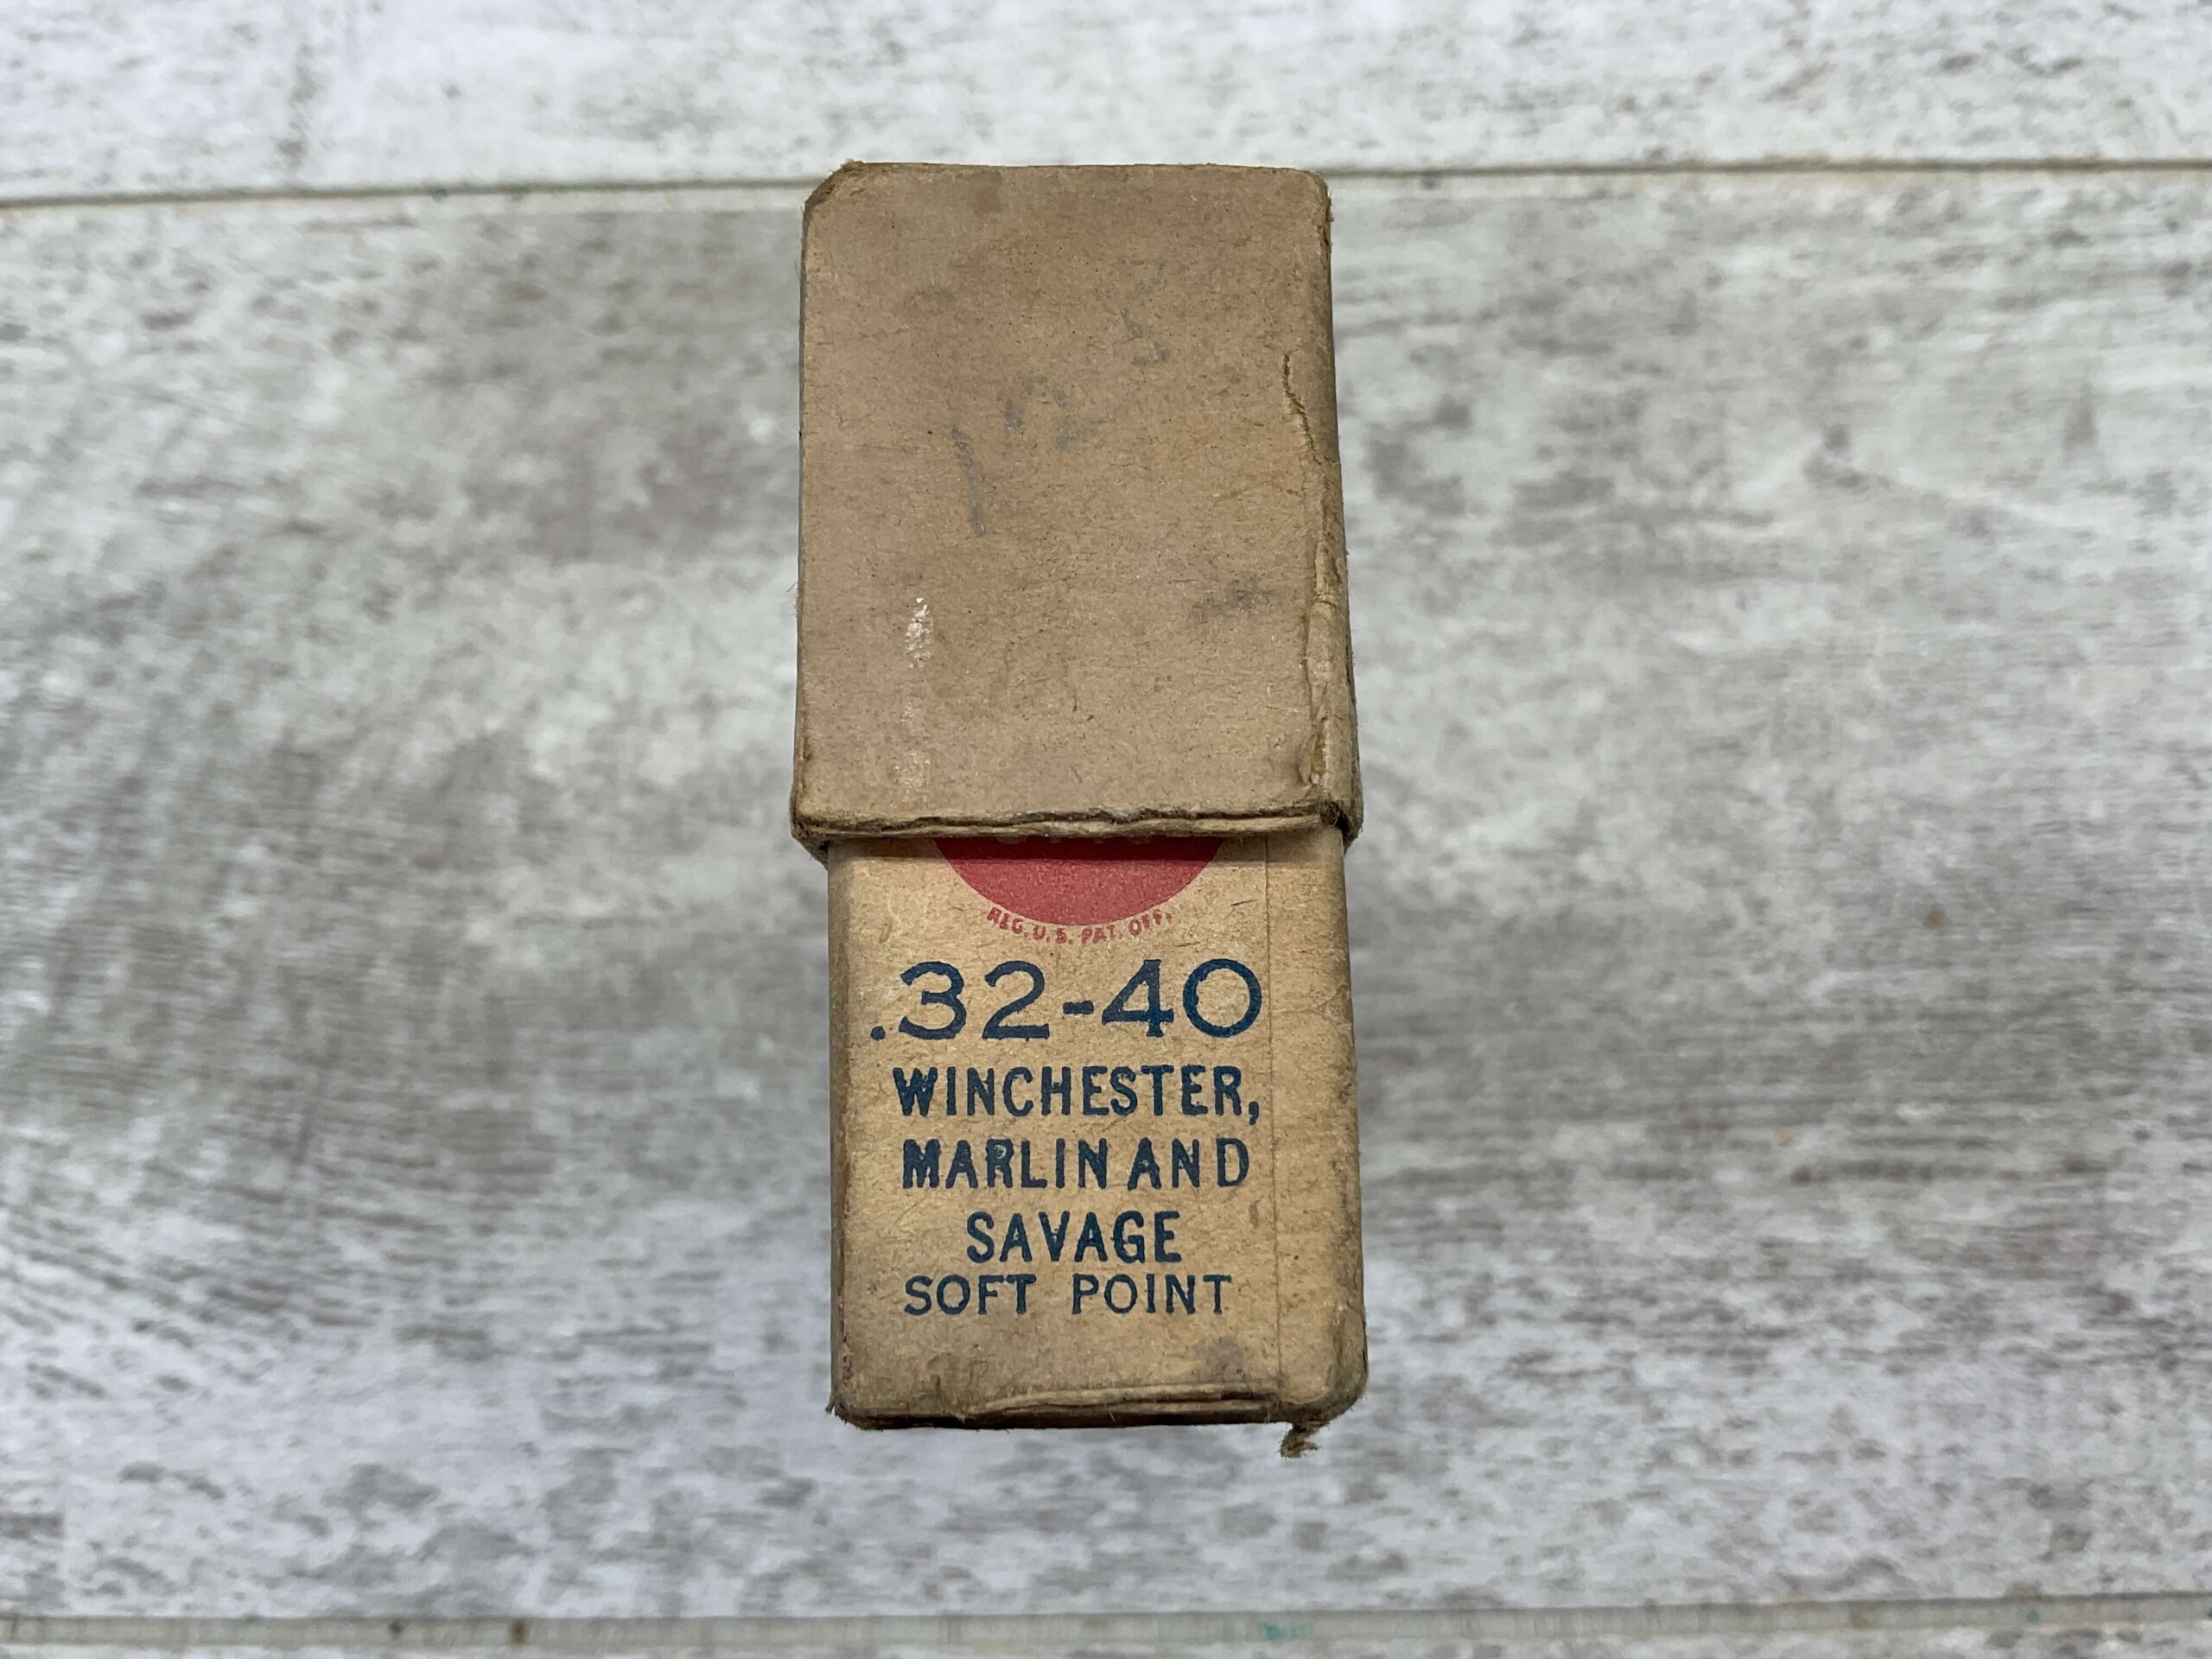 REG. U. S. PAT. OFF.
.32-40
WINCHESTER,
MARLIN AND
SAVAGE
SOFT POINT